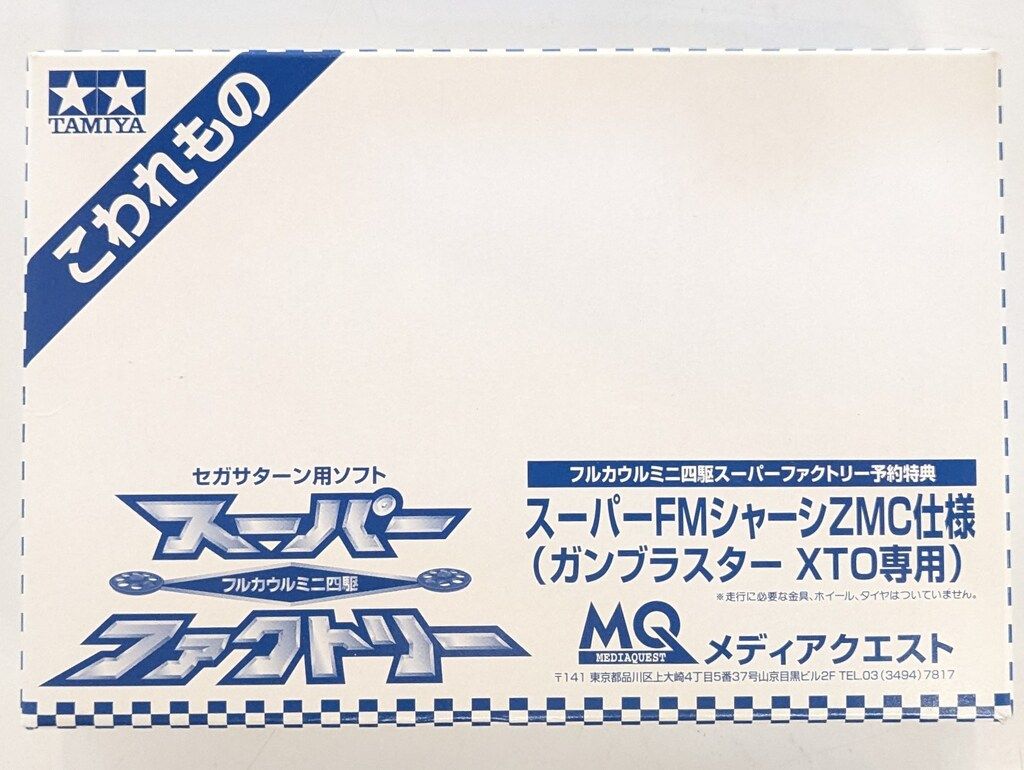 TAMIYA
こわれもの
セガサターン用ソフト
スーパー
フルカウルミニ四駆
ファクトリー
フルカウルミニ四駆スーパーファクトリー予約特典
スーパーFMシャーシZMC仕様
(ガンブラスター XTO専用)
※走行に必要な金具、ホイール、タイヤはついていません。
MQ
MEDIAQUEST
メディアクエスト
〒141 東京都品川区上大崎4丁目5番37号山京目黒ビル2F TEL.03(3494)7817